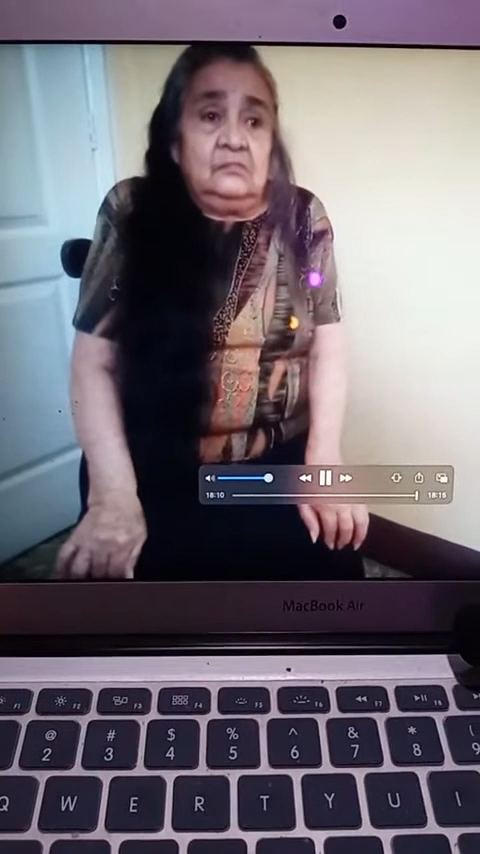 18:10 18:15
MacBook Air
F1 F2 F4 F5 F6 F7 F8
@ # $ % ^ & * (
2 3 4 5 6 7 8 9
Q W E R T Y U I